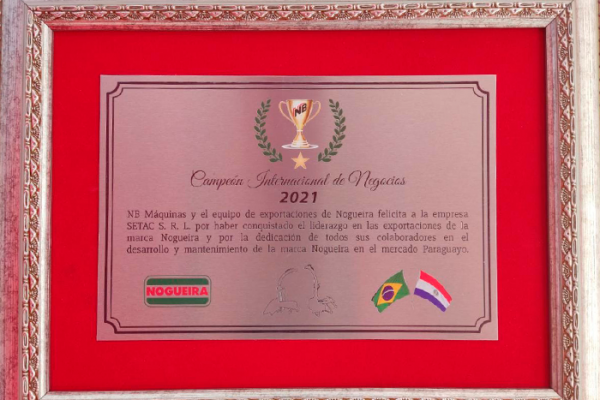 NB
Campeón Internacional de Negocios
2021
NB Máquinas y el equipo de exportaciones de Nogueira felicita a la empresa
SETAC S. R. L. por haber conquistado el liderazgo en las exportaciones de la
marca Nogueira y por la dedicación de todos sus colaboradores en el
desarrollo y mantenimiento de la marca Nogueira en el mercado Paraguayo.
NOGUEIRA